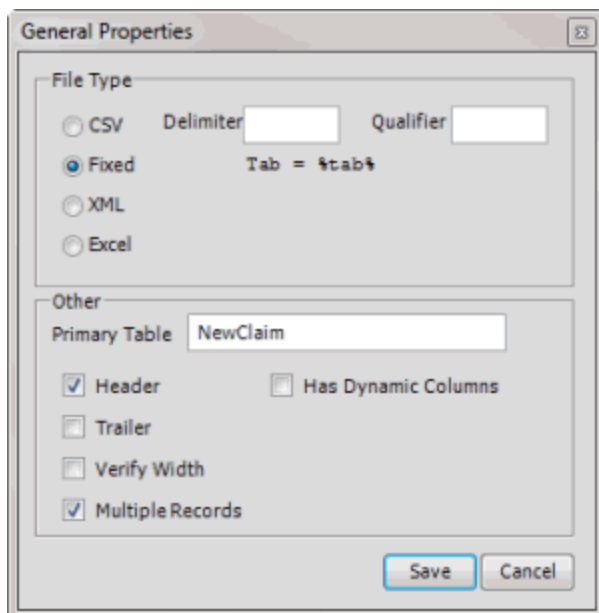 General Properties
File Type
CSV Delimiter Qualifier
Fixed Tab = %tab%
XML
Excel
Other
Primary Table NewClaim
Header Has Dynamic Columns
Trailer
Verify Width
Multiple Records
Save Cancel